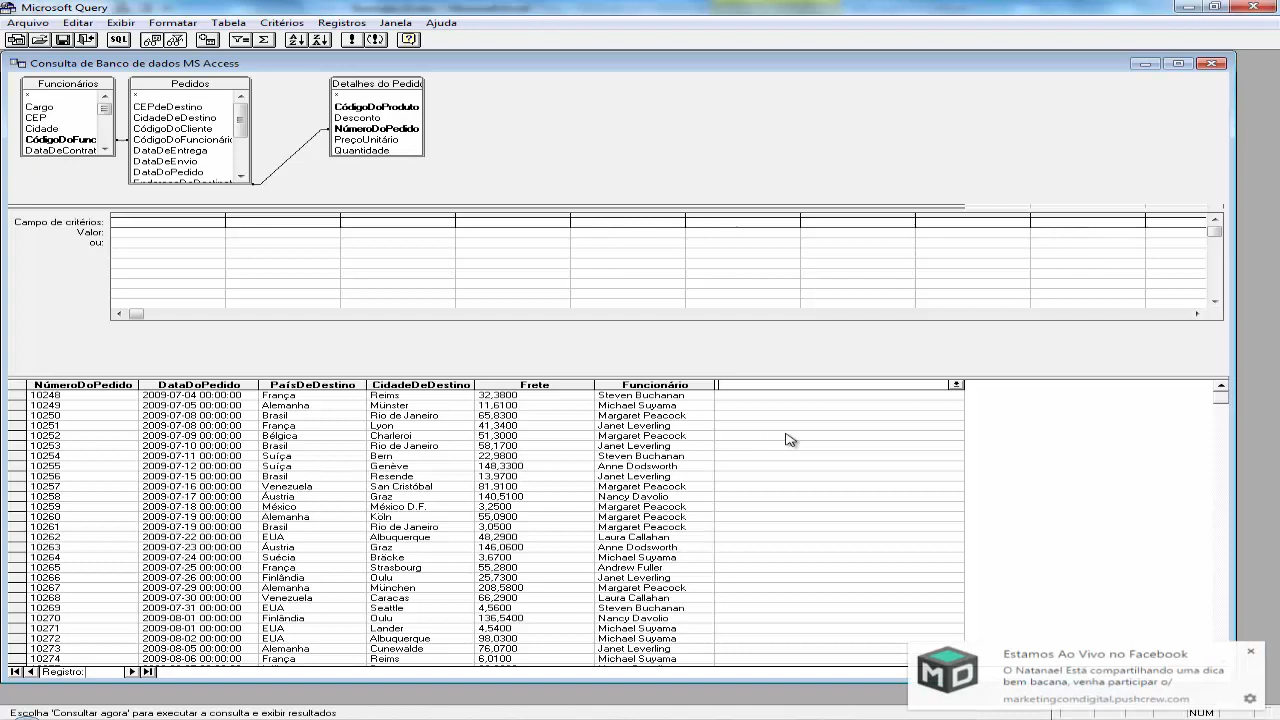 Microsoft Query
Arquivo Editar Exibir Formatar Tabela Critérios Registros Janela Ajuda
SQL
Consulta de Banco de dados MS Access
Funcionários Pedidos Detalhes do Pedid
* * *
Cargo CEPdeDestino CódigoDoProduto
CEP CidadeDeDestino Desconto
Cidade CódigoDoCliente NúmeroDoPedido
CódigoDoFunc CódigoDoFuncionári PreçoUnitário
DataDeContrat DataDeEntrega Quantidade
DataDeEnvio
DataDoPedido
Campo de critérios:
Valor:
ou:
NúmeroDoPedido DataDoPedido PaísDeDestino CidadeDeDestino Frete Funcionário
10248 2009-07-04 00:00:00 França Reims 32,3800 Steven Buchanan
10249 2009-07-05 00:00:00 Alemanha Münster 11,6100 Michael Suyama
10250 2009-07-08 00:00:00 Brasil Rio de Janeiro 65,8300 Margaret Peacock
10251 2009-07-08 00:00:00 França Lyon 41,3400 Janet Leverling
10252 2009-07-09 00:00:00 Bélgica Charleroi 51,3000 Margaret Peacock
10253 2009-07-10 00:00:00 Brasil Rio de Janeiro 58,1700 Janet Leverling
10254 2009-07-11 00:00:00 Suíça Bern 22,9800 Steven Buchanan
10255 2009-07-12 00:00:00 Suíça Genève 148,3300 Anne Dodsworth
10256 2009-07-15 00:00:00 Brasil Resende 13,9700 Janet Leverling
10257 2009-07-16 00:00:00 Venezuela San Cristóbal 81,9100 Margaret Peacock
10258 2009-07-17 00:00:00 Áustria Graz 140,5100 Nancy Davolio
10259 2009-07-18 00:00:00 México México D.F. 3,2500 Margaret Peacock
10260 2009-07-19 00:00:00 Alemanha Köln 55,0900 Margaret Peacock
10261 2009-07-19 00:00:00 Brasil Rio de Janeiro 3,0500 Margaret Peacock
10262 2009-07-22 00:00:00 EUA Albuquerque 48,2900 Laura Callahan
10263 2009-07-23 00:00:00 Áustria Graz 146,0600 Anne Dodsworth
10264 2009-07-24 00:00:00 Suécia Bräcke 3,6700 Michael Suyama
10265 2009-07-25 00:00:00 França Strasbourg 55,2800 Andrew Fuller
10266 2009-07-26 00:00:00 Finlândia Oulu 25,7300 Janet Leverling
10267 2009-07-29 00:00:00 Alemanha München 208,5800 Margaret Peacock
10268 2009-07-30 00:00:00 Venezuela Caracas 66,2900 Laura Callahan
10269 2009-07-31 00:00:00 EUA Seattle 4,5600 Steven Buchanan
10270 2009-08-01 00:00:00 Finlândia Oulu 136,5400 Nancy Davolio
10271 2009-08-01 00:00:00 EUA Lander 4,5400 Michael Suyama
10272 2009-08-02 00:00:00 EUA Albuquerque 98,0300 Michael Suyama
10273 2009-08-05 00:00:00 Alemanha Cunewalde 76,0700 Janet Leverling
10274 2009-08-06 00:00:00 França Reims 6,0100 Michael Suyama
Registro:
MD
Estamos Ao Vivo no Facebook
O Natanael Está compartilhando uma dica
bem bacana, venha participar o/
marketingcomdigital.pushcrew.com
Escolha 'Consultar agora' para executar a consulta e exibir resultados NUM